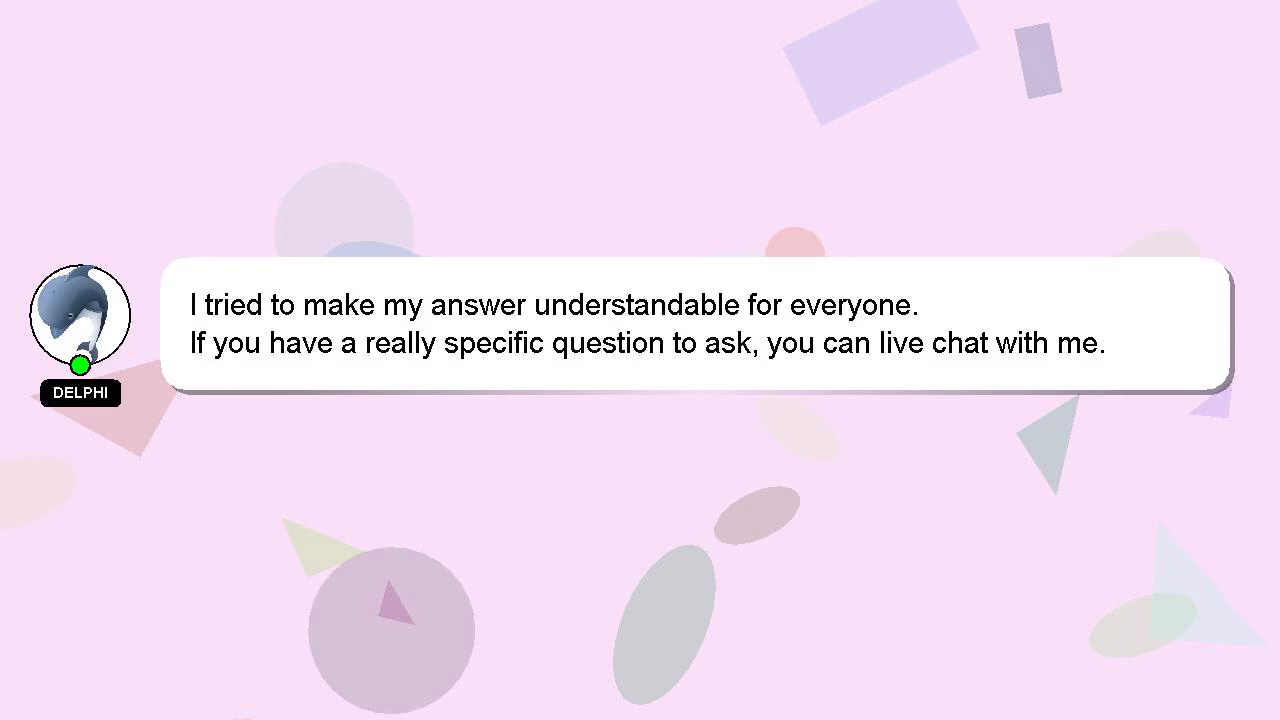 I tried to make my answer understandable for everyone.
If you have a really specific question to ask, you can live chat with me.
DELPHI